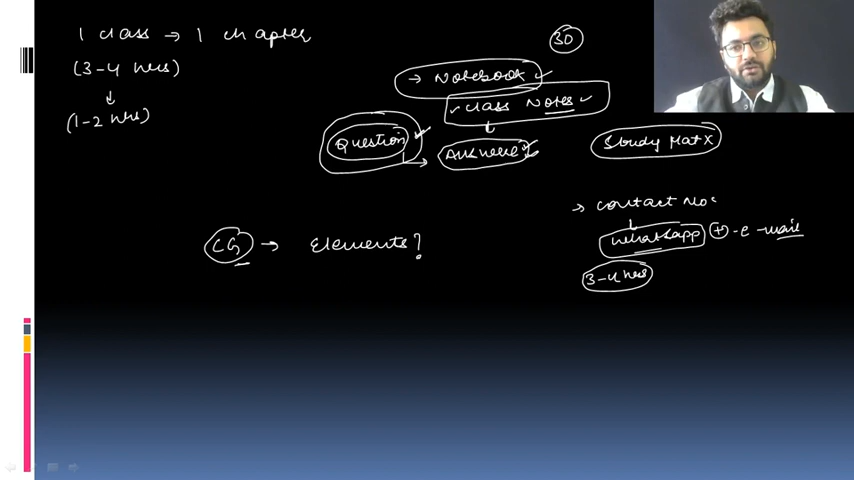 1 class → 1 chapter
(3-4 hrs)
↓
(1-2 hrs)
30
→ Notebook ✓
✓ class Notes ✓
↓
Question ✓
→ Answere ✓
Study Mat X
→ contact No:
↓
whatsapp (+) - e-mail
3-4 hrs
CG → Elements?